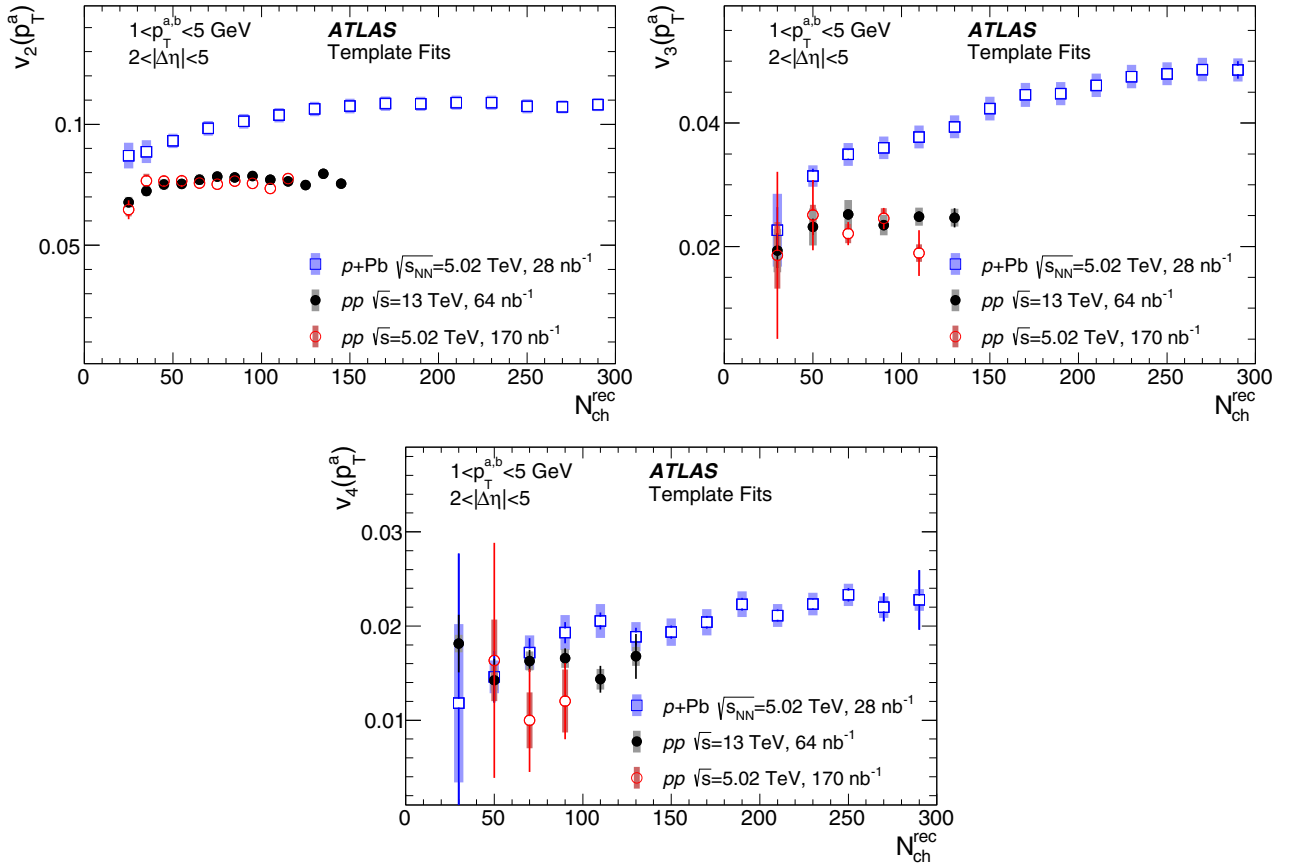 v₂(p_T^a)
1<p_T^{a,b}<5 GeV
2<|Δη|<5
ATLAS
Template Fits
0.1
0.05
p+Pb √s_NN=5.02 TeV, 28 nb⁻¹
pp √s=13 TeV, 64 nb⁻¹
pp √s=5.02 TeV, 170 nb⁻¹
0 50 100 150 200 250 300
N_ch^rec
v₃(p_T^a)
1<p_T^{a,b}<5 GeV
2<|Δη|<5
ATLAS
Template Fits
0.04
0.02
p+Pb √s_NN=5.02 TeV, 28 nb⁻¹
pp √s=13 TeV, 64 nb⁻¹
pp √s=5.02 TeV, 170 nb⁻¹
0 50 100 150 200 250 300
N_ch^rec
v₄(p_T^a)
1<p_T^{a,b}<5 GeV
2<|Δη|<5
ATLAS
Template Fits
0.03
0.02
0.01
p+Pb √s_NN=5.02 TeV, 28 nb⁻¹
pp √s=13 TeV, 64 nb⁻¹
pp √s=5.02 TeV, 170 nb⁻¹
0 50 100 150 200 250 300
N_ch^rec